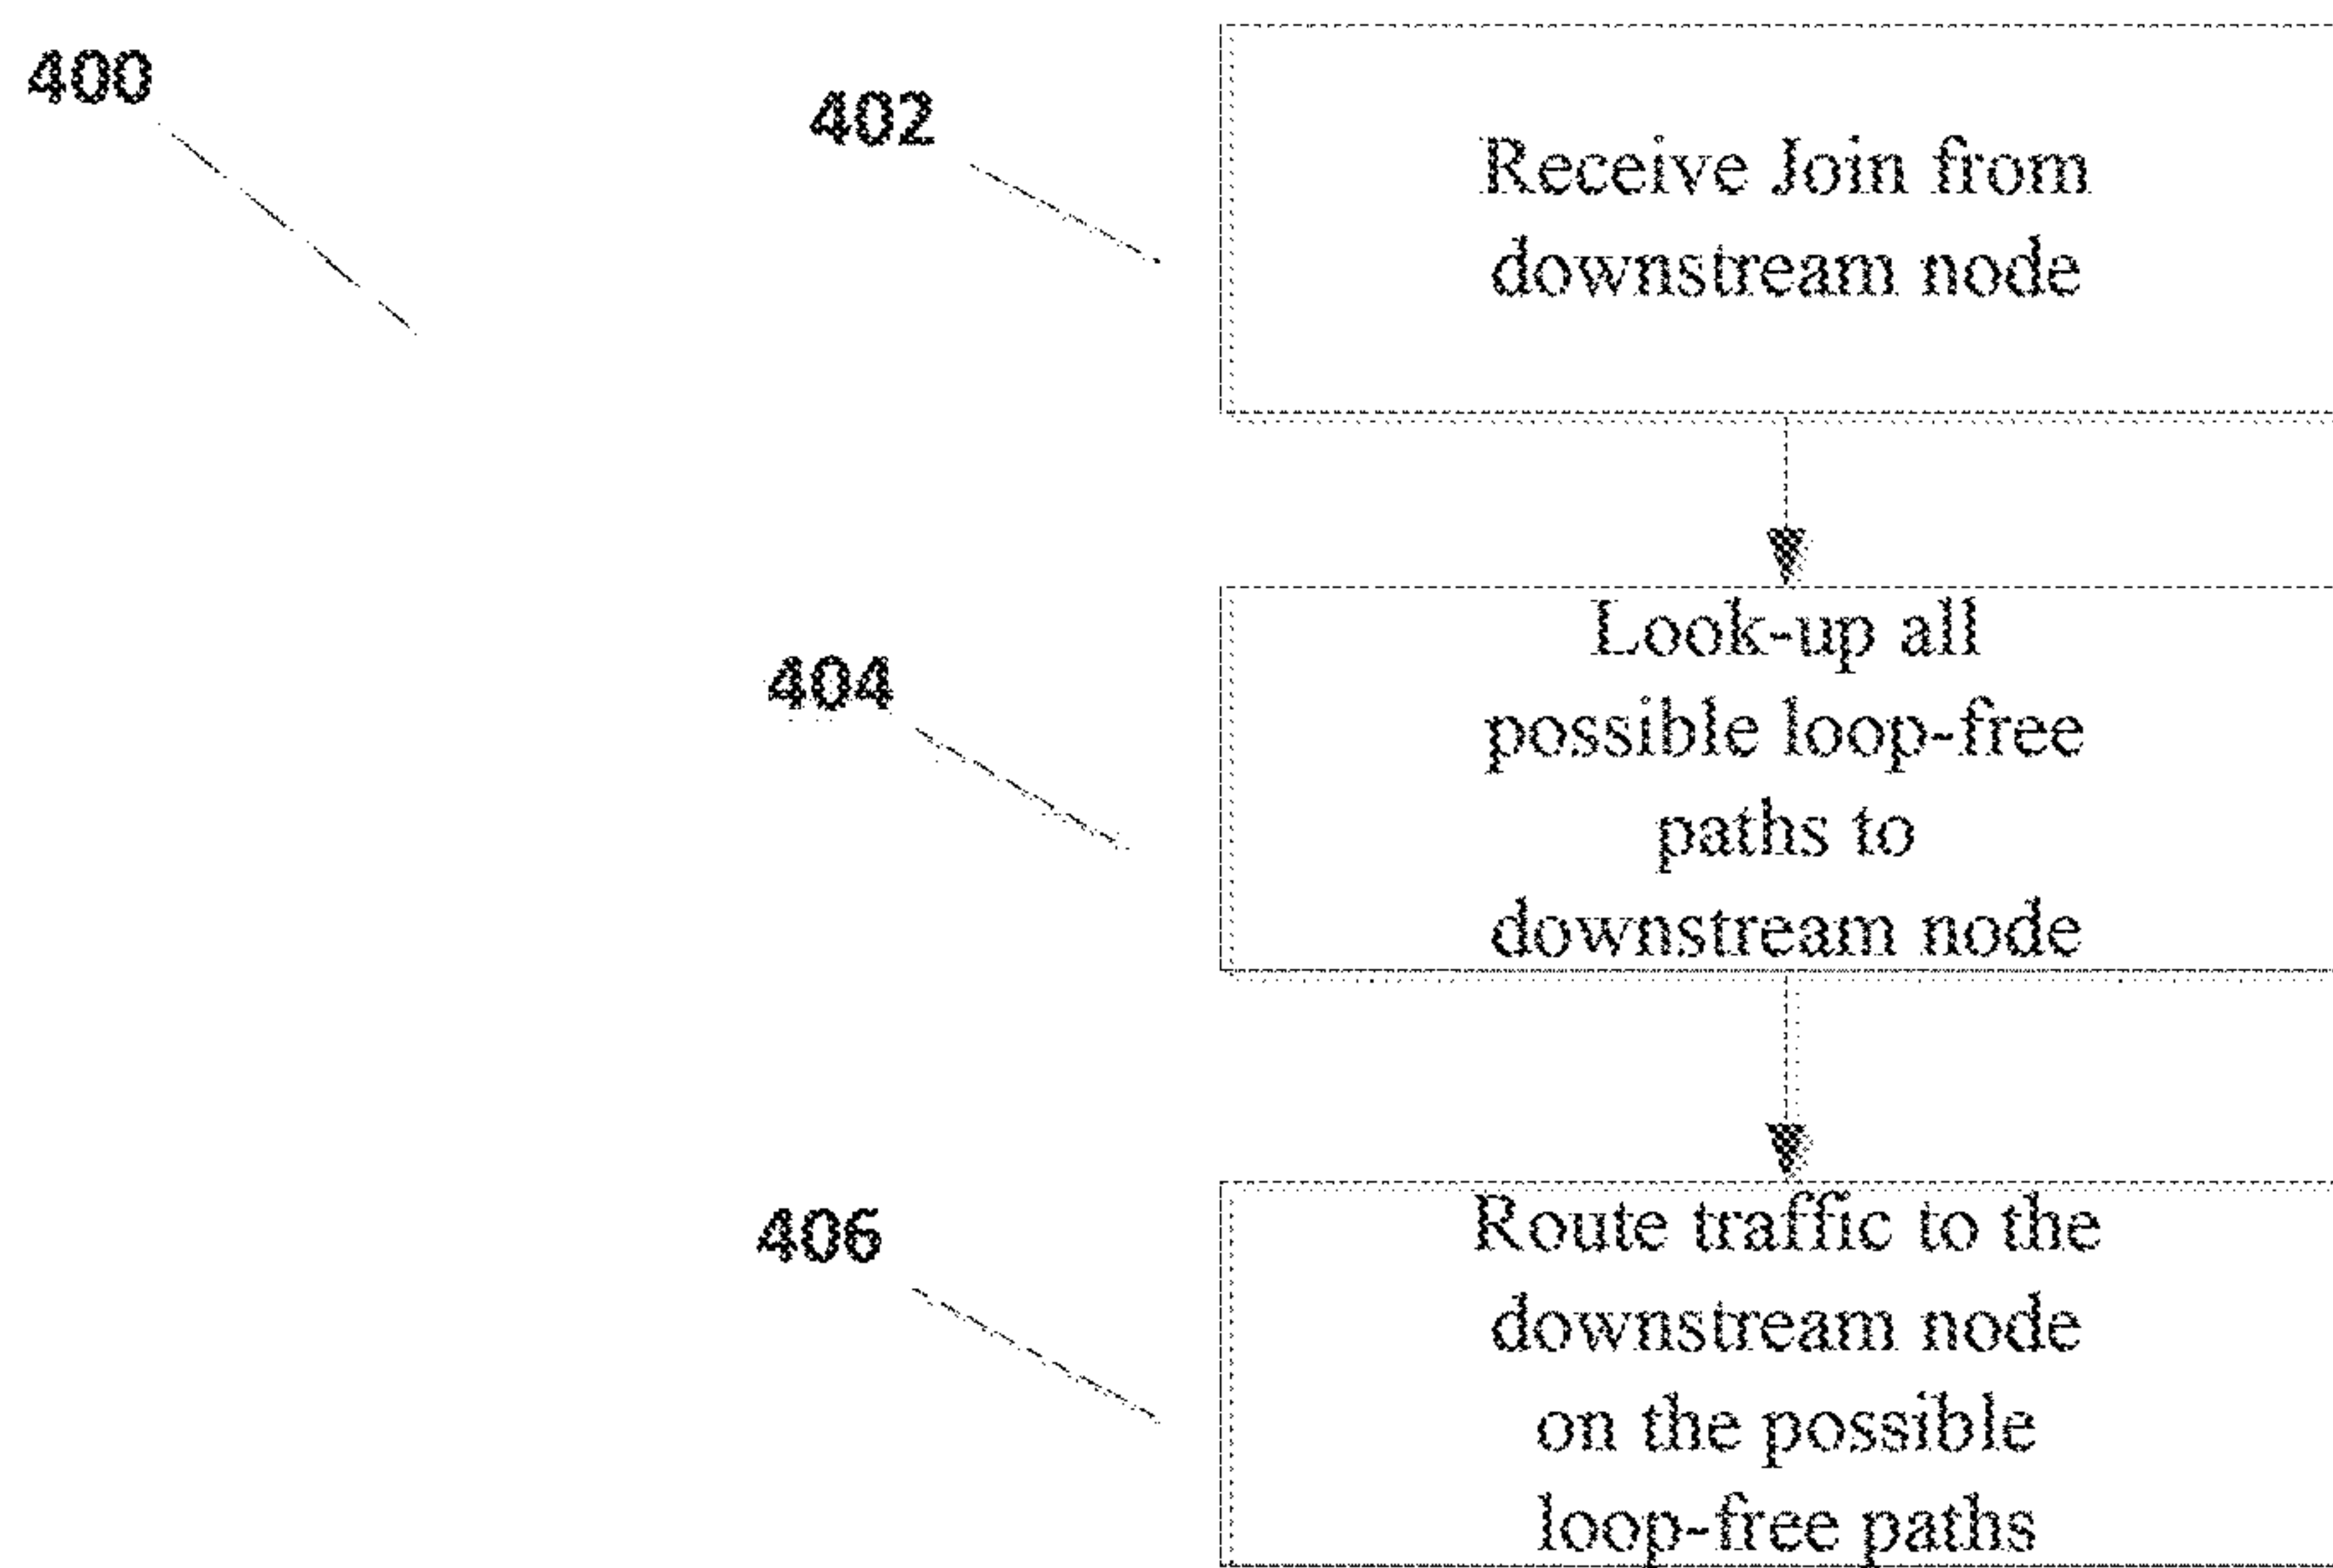 400
402
Receive Join from
downstream node
404
Look-up all
possible loop-free
paths to
downstream node
406
Route traffic to the
downstream node
on the possible
loop-free paths